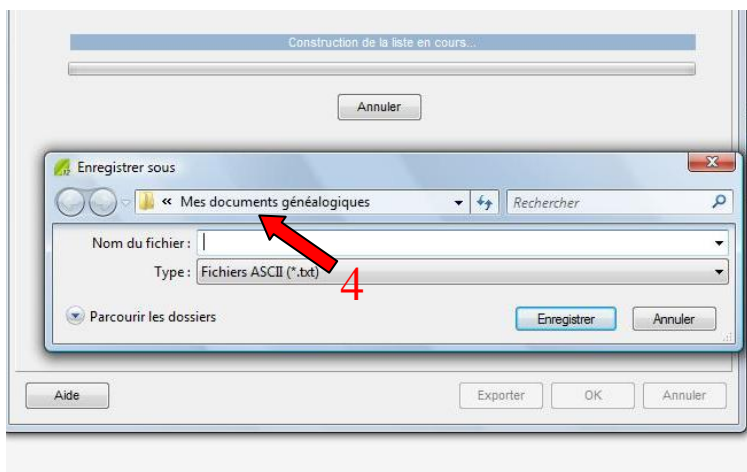 Construction de la liste en cours...
Annuler
Enregistrer sous
« Mes documents généalogiques
Rechercher
Nom du fichier :
Type : Fichiers ASCII (*.txt)
4
Parcourir les dossiers
Enregistrer
Annuler
Aide
Exporter
OK
Annuler